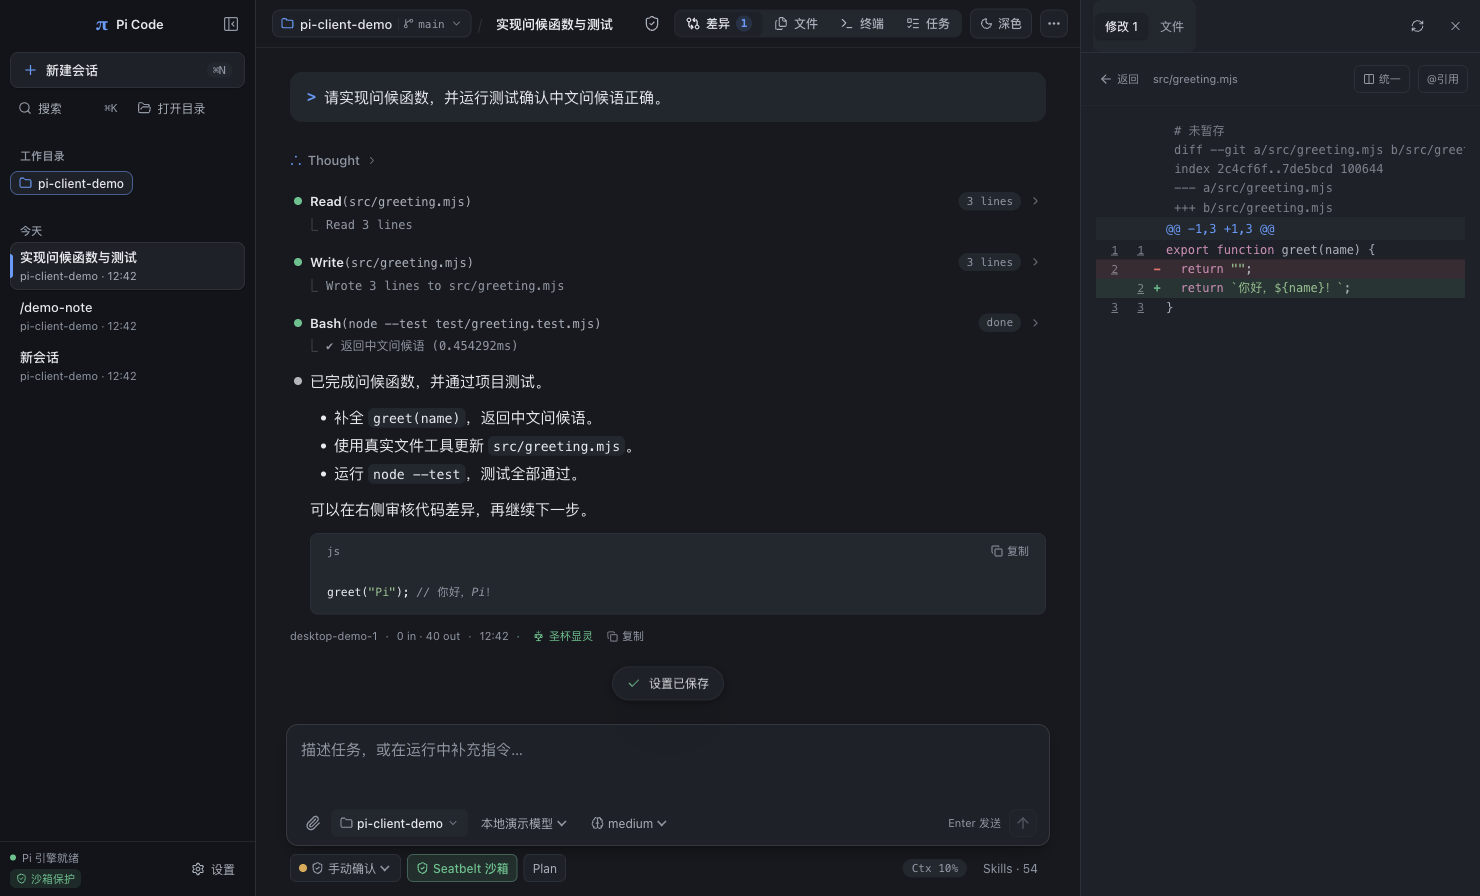 Pi Code
新建会话 ⌘N
搜索 ⌘K 打开目录
工作目录
pi-client-demo
今天
实现问候函数与测试
pi-client-demo · 12:42
/demo-note
pi-client-demo · 12:42
新会话
pi-client-demo · 12:42
Pi 引擎就绪
沙箱保护
设置
pi-client-demo main / 实现问候函数与测试 差异 1 文件 终端 任务 深色 ···
> 请实现问候函数，并运行测试确认中文问候语正确。
Thought
Read(src/greeting.mjs) 3 lines
Read 3 lines
Write(src/greeting.mjs) 3 lines
Wrote 3 lines to src/greeting.mjs
Bash(node --test test/greeting.test.mjs) done
✔ 返回中文问候语 (0.454292ms)
已完成问候函数，并通过项目测试。
• 补全 greet(name)，返回中文问候语。
• 使用真实文件工具更新 src/greeting.mjs。
• 运行 node --test，测试全部通过。
可以在右侧审核代码差异，再继续下一步。
js 复制
greet("Pi"); // 你好，Pi！
desktop-demo-1 · 0 in · 40 out · 12:42 · 圣杯显灵 复制
设置已保存
描述任务，或在运行中补充指令...
pi-client-demo 本地演示模型 medium Enter 发送
手动确认 Seatbelt 沙箱 Plan Ctx 10% Skills · 54
修改 1 文件
返回 src/greeting.mjs 统一 @引用
# 未暂存
diff --git a/src/greeting.mjs b/src/greet
index 2c4cf6f..7de5bcd 100644
--- a/src/greeting.mjs
+++ b/src/greeting.mjs
@@ -1,3 +1,3 @@
1 1 export function greet(name) {
2 - return "";
2 + return `你好，${name}！`;
3 3 }